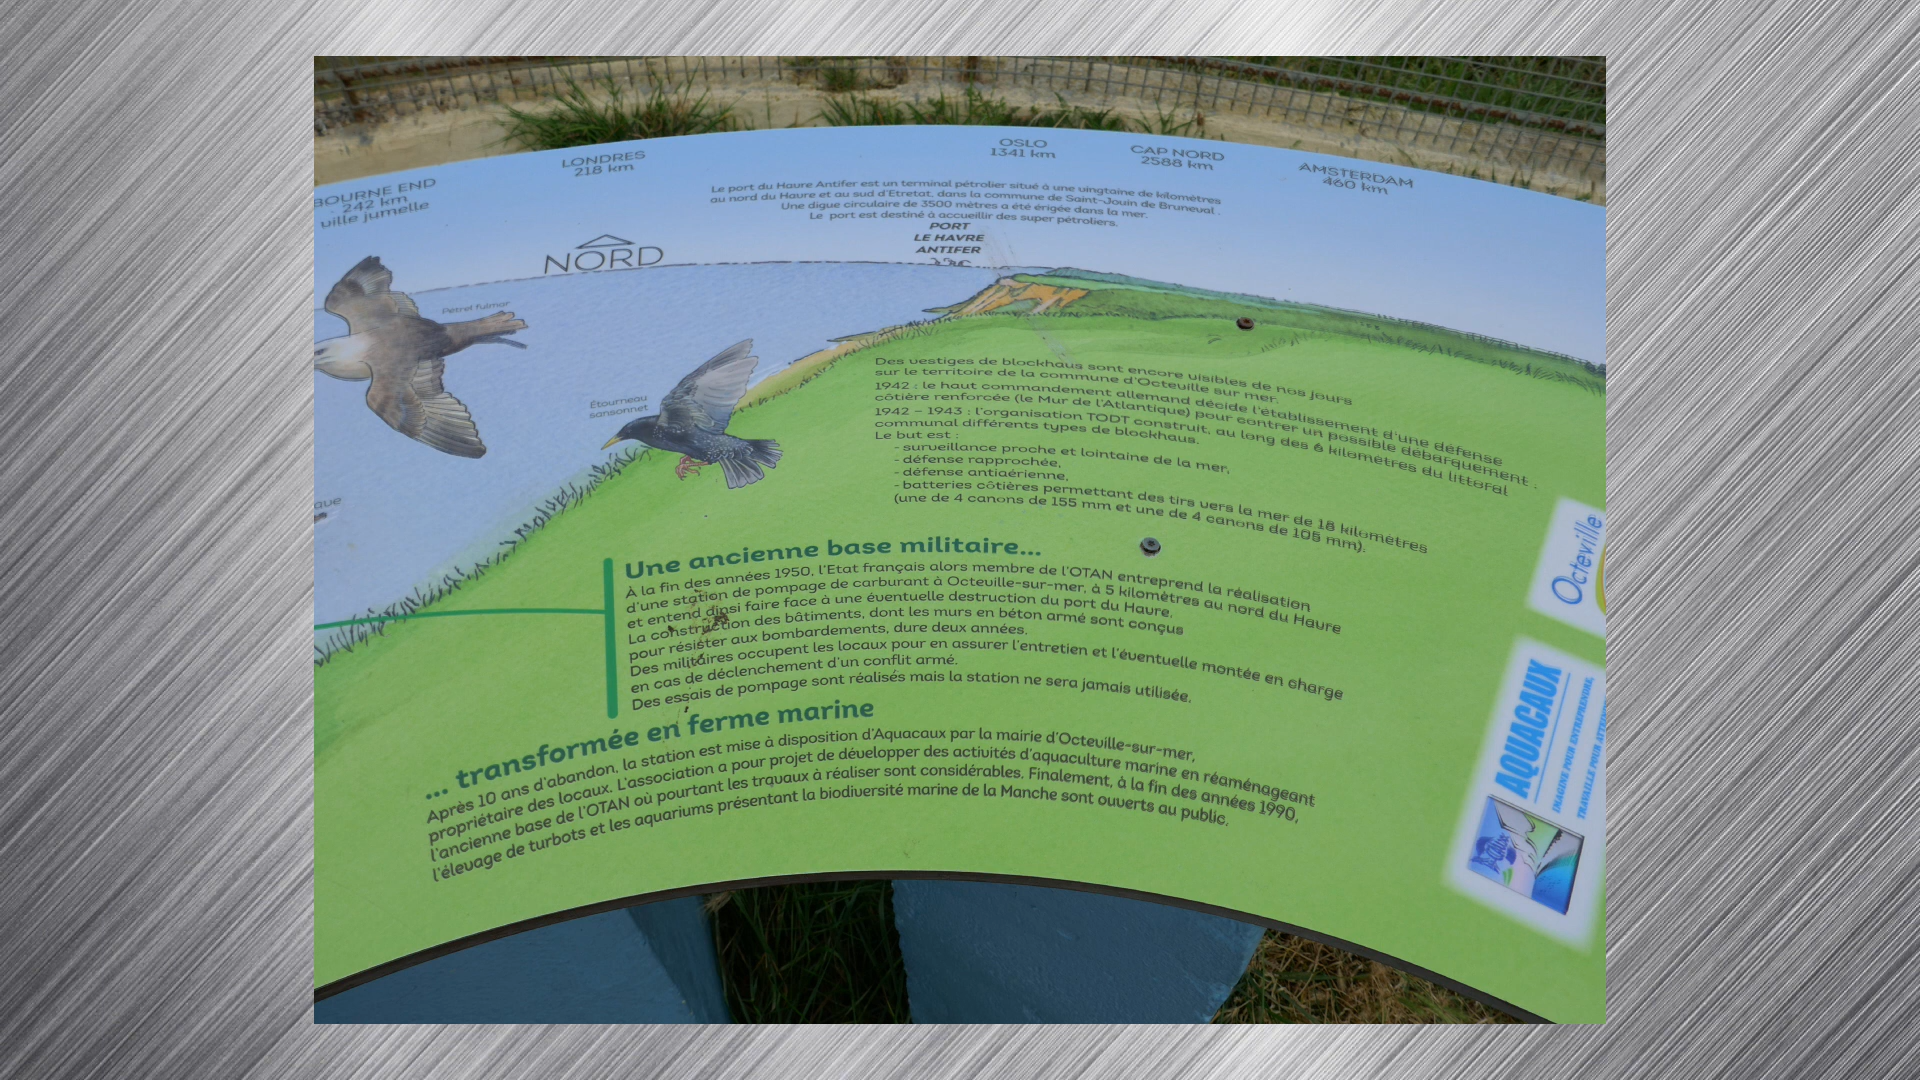 BOURNE END
242 km
ville jumelle
LONDRES
218 km
OSLO
1341 km
CAP NORD
2588 km
AMSTERDAM
460 km
Le port du Havre Antifer est un terminal pétrolier situé à une vingtaine de kilomètres
au nord du Havre et au sud d'Etretat, dans la commune de Saint-Jouin de Bruneval.
Une digue circulaire de 3500 mètres a été érigée dans la mer.
Le port est destiné à accueillir des super pétroliers.
PORT
LE HAVRE
ANTIFER
NORD
Pétrel fulmar
Étourneau
sansonnet
Des vestiges de blockhaus sont encore visibles de nos jours
sur le territoire de la commune d'Octeville sur mer.
1942 : le haut commandement allemand décide l'établissement d'une défense
côtière renforcée (le Mur de l'Atlantique) pour contrer un possible débarquement :
1942 - 1943 : l'organisation TODT construit, au long des 6 kilomètres du littoral
communal différents types de blockhaus.
Le but est :
- surveillance proche et lointaine de la mer,
- défense rapprochée,
- défense antiaérienne,
- batteries côtières permettant des tirs vers la mer de 18 kilomètres
(une de 4 canons de 155 mm et une de 4 canons de 105 mm).
Une ancienne base militaire...
À la fin des années 1950, l'Etat français alors membre de l'OTAN entreprend la réalisation
d'une station de pompage de carburant à Octeville-sur-mer, à 5 kilomètres au nord du Havre
et entend ainsi faire face à une éventuelle destruction du port du Havre.
La construction des bâtiments, dont les murs en béton armé sont conçus
pour résister aux bombardements, dure deux années.
Des militaires occupent les locaux pour en assurer l'entretien et l'éventuelle montée en charge
en cas de déclenchement d'un conflit armé.
Des essais de pompage sont réalisés mais la station ne sera jamais utilisée.
... transformée en ferme marine
Après 10 ans d'abandon, la station est mise à disposition d'Aquacaux par la mairie d'Octeville-sur-mer,
propriétaire des locaux. L'association a pour projet de développer des activités d'aquaculture marine en réaménageant
l'ancienne base de l'OTAN où pourtant les travaux à réaliser sont considérables. Finalement, à la fin des années 1990,
l'élevage de turbots et les aquariums présentant la biodiversité marine de la Manche sont ouverts au public.
Octeville
AQUACAUX
IMAGINE POUR ENTREPRENDRE,
TRAVAILLE POUR